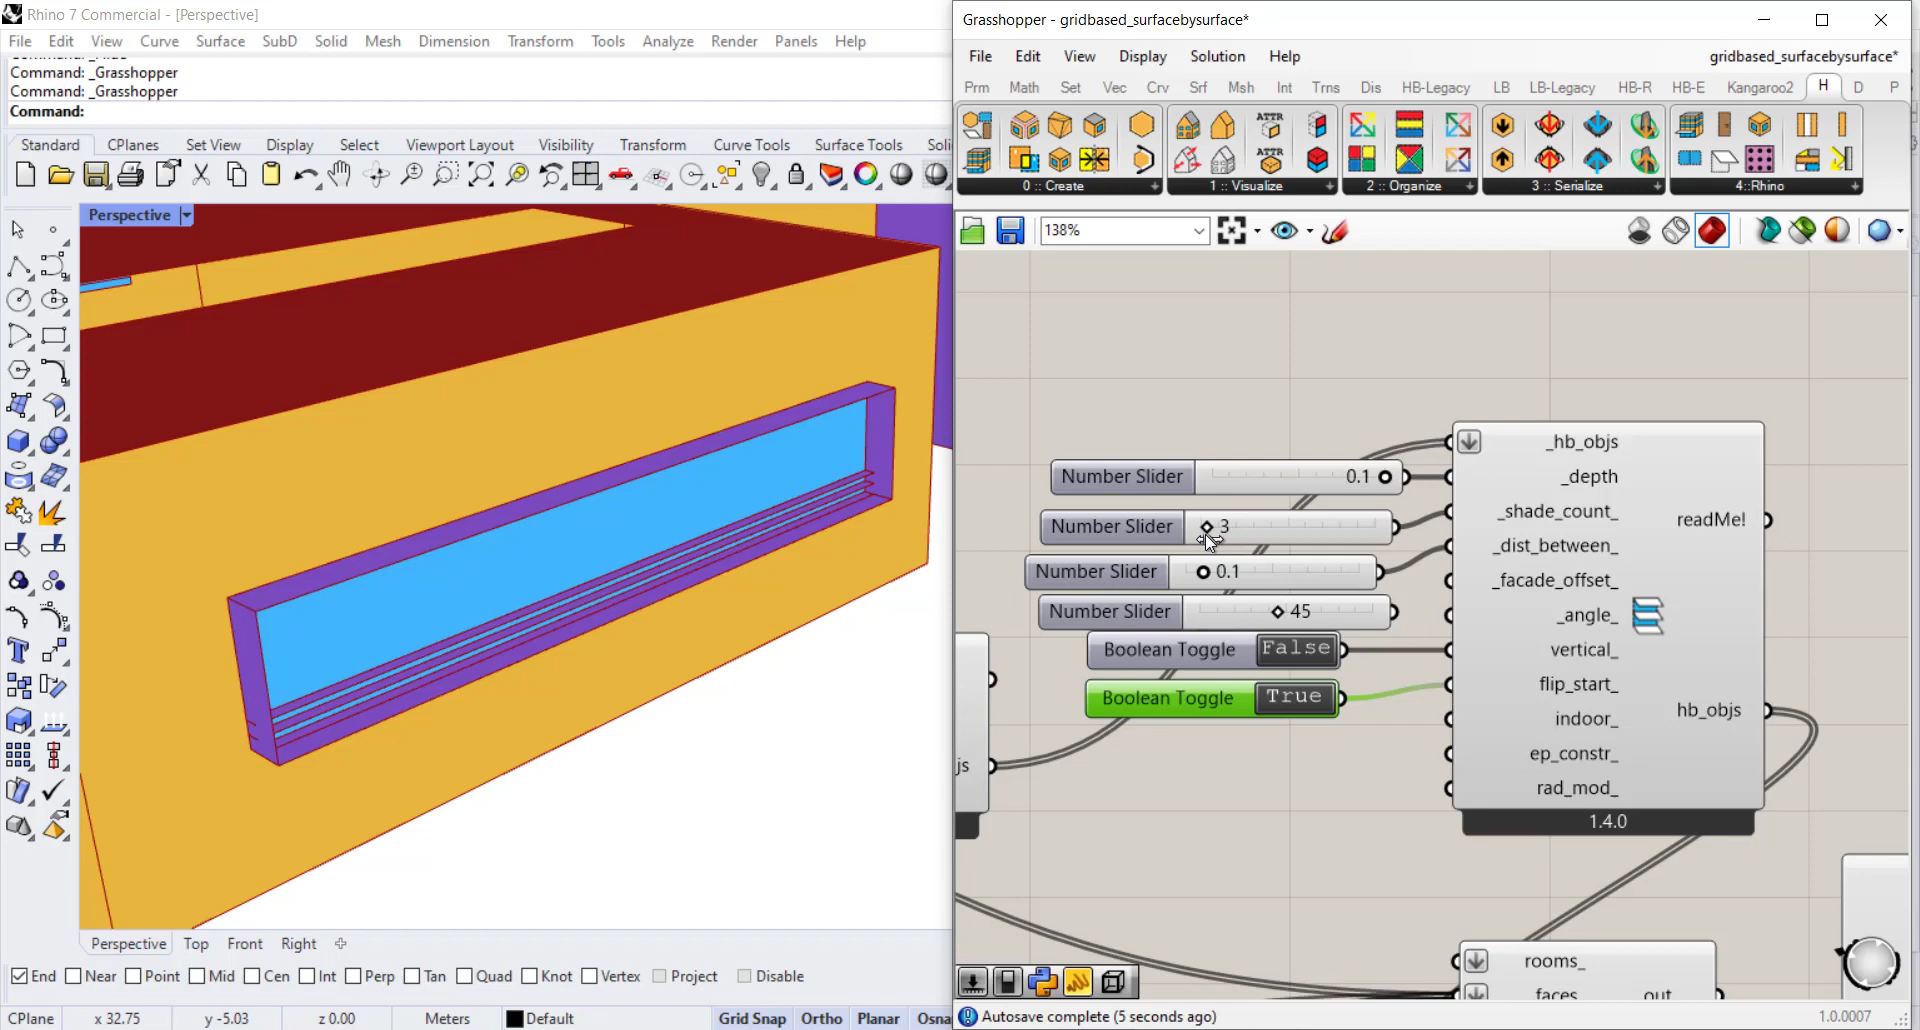 Rhino 7 Commercial - [Perspective]
File Edit View Curve Surface SubD Solid Mesh Dimension Transform Tools Analyze Render Panels Help
Command: _Grasshopper
Command: _Grasshopper
Command:
Standard CPlanes Set View Display Select Viewport Layout Visibility Transform Curve Tools Surface Tools Soli
Perspective
Perspective Top Front Right
End Near Point Mid Cen Int Perp Tan Quad Knot Vertex Project Disable
CPlane x 32.75 y -5.03 z 0.00 Meters Default Grid Snap Ortho Planar Osna
Grasshopper - gridbased_surfacebysurface*
File Edit View Display Solution Help gridbased_surfacebysurface*
Prm Math Set Vec Crv Srf Msh Int Trns Dis HB-Legacy LB LB-Legacy HB-R HB-E Kangaroo2 H D P
ATTR
ATTR
0 :: Create 1 :: Visualize 2 :: Organize 3 :: Serialize 4::Rhino
138%
_hb_objs
Number Slider 0.1 _depth
Number Slider 3 _shade_count_
readMe!
Number Slider 0.1 _dist_between_
_facade_offset_
Number Slider 45 _angle_
Boolean Toggle False vertical_
Boolean Toggle True flip_start_
indoor_ hb_objs
js ep_constr_
rad_mod_
1.4.0
rooms_
faces out
Autosave complete (5 seconds ago) 1.0.0007